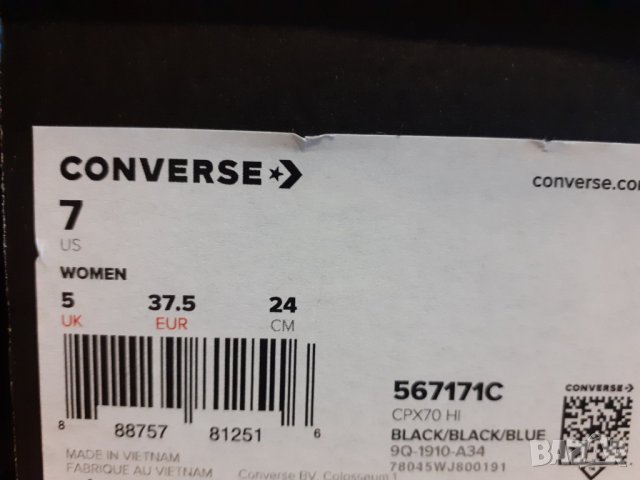 CONVERSE
converse.com
7
US
WOMEN
5 37.5 24
UK EUR CM
567171C
CPX70 HI
BLACK/BLACK/BLUE
9Q-1910-A34
78045WJ800191
CONVERSE
8 88757 81251 6
MADE IN VIETNAM
FABRIQUE AU VIETNAM
Converse BV, Colosseum 1